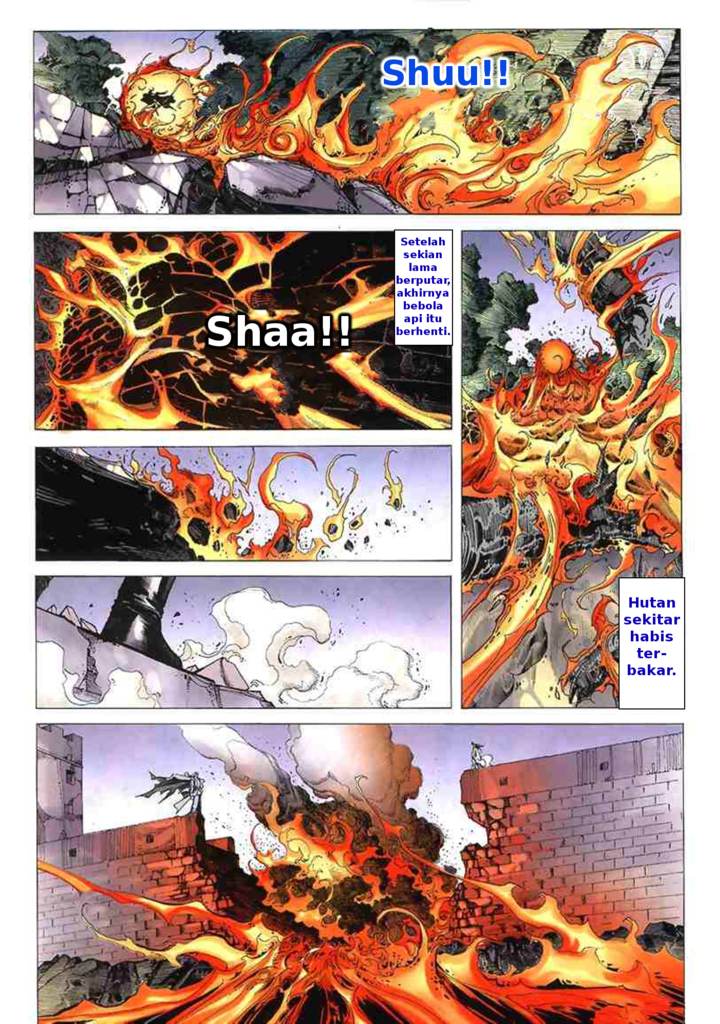 Shuu!!
Setelah
sekian
lama
berputar,
akhirnya
bebola
api itu
berhenti.
Shaa!!
Hutan
sekitar
habis
ter-
bakar.